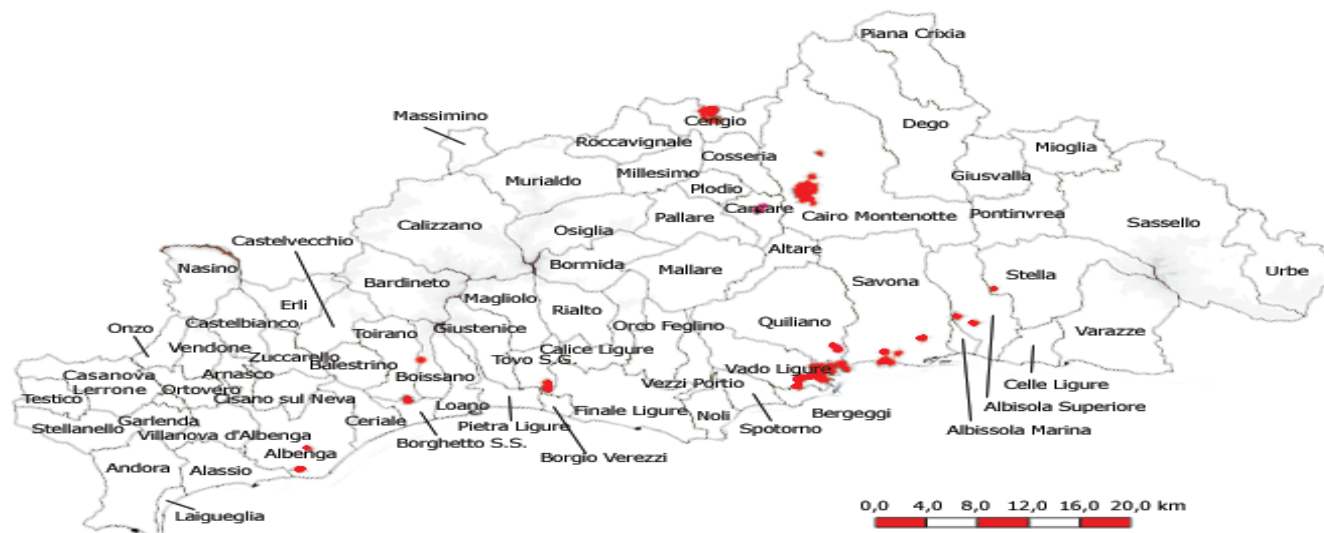 Piana Crixia
Massimino
Cengio
Dego
Roccavignale
Mioglia
Cosseria
Millesimo
Giusvalla
Murialdo
Plodio
Carcare
Pallare
Cairo Montenotte
Pontinvrea
Calizzano
Sassello
Osiglia
Castelvecchio
Altare
Bormida
Mallare
Nasino
Savona
Stella
Urbe
Bardineto
Magliolo
Erli
Rialto
Onzo
Castelbianco
Toirano
Giustenice
Orco Feglino
Quiliano
Varazze
Vendone
Zuccarello
Tovo S.G.
Calice Ligure
Balestrino
Casanova
Lerrone
Arnasco
Boissano
Vado Ligure
Vezzi Portio
Celle Ligure
Testico
Ortovero
Cisano sul Neva
Loano
Albisola Superiore
Stellanello
Garlenda
Ceriale
Pietra Ligure
Finale Ligure
Noli
Bergeggi
Villanova d'Albenga
Borghetto S.S.
Spotorno
Albissola Marina
Albenga
Borgio Verezzi
Andora
Alassio
Laigueglia
0,0 4,0 8,0 12,0 16,0 20,0 km